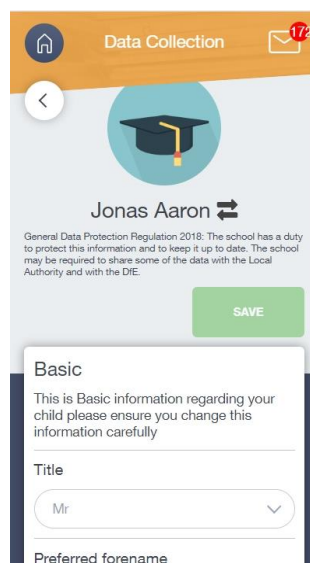 Data Collection
172
Jonas Aaron
General Data Protection Regulation 2018: The school has a duty
to protect this information and to keep it up to date. The school
may be required to share some of the data with the Local
Authority and with the DfE.
SAVE
Basic
This is Basic information regarding your
child please ensure you change this
information carefully
Title
Mr
Preferred forename